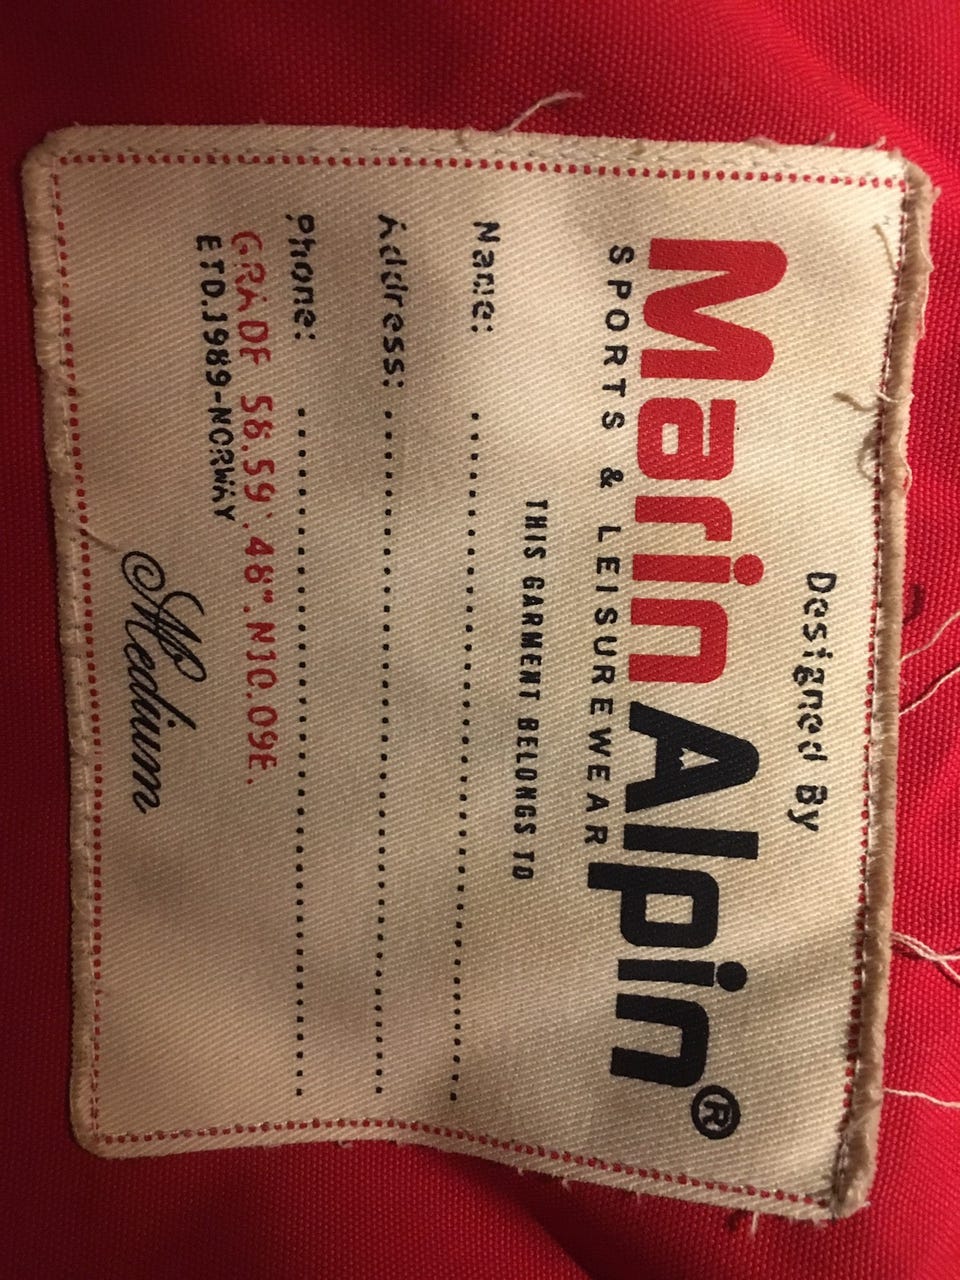 Designed By
MarinAlpin®
SPORTS & LEISUREWEAR
THIS GARMENT BELONGS TO
Name: ........................................
Address: ........................................
Phone: ........................................
GRADE 58.59'.48".N10.09E.
ETD.1989-NORWAY
Medium